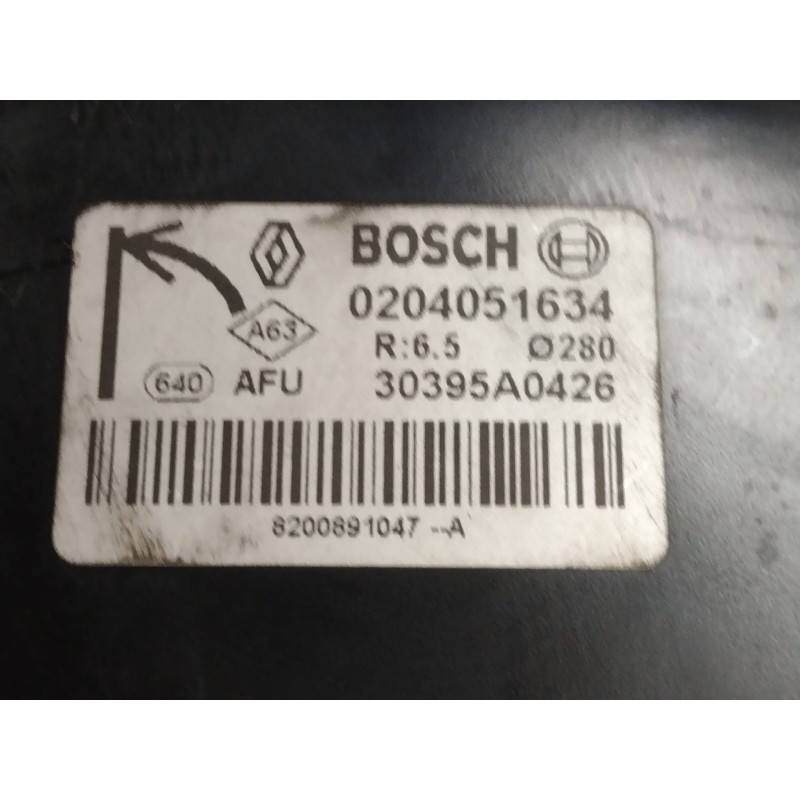 BOSCH
0204051634
A63
R:6.5 Ø280
640 AFU 30395A0426
8200891047--A